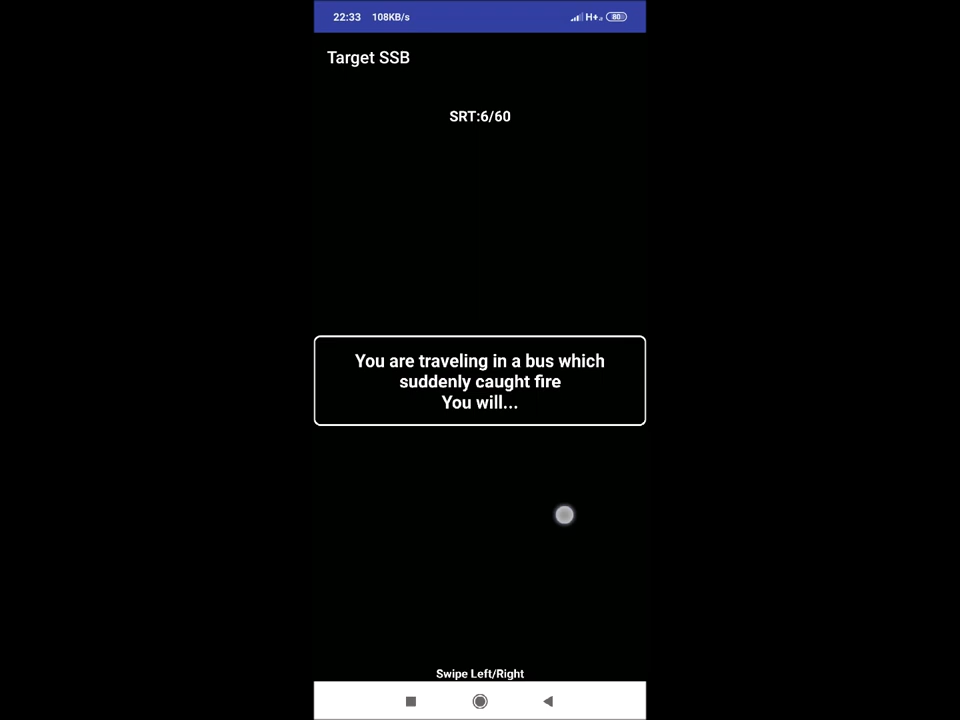 22:33 108KB/s H+ 80
Target SSB
SRT:6/60
You are traveling in a bus which
suddenly caught fire
You will...
Swipe Left/Right